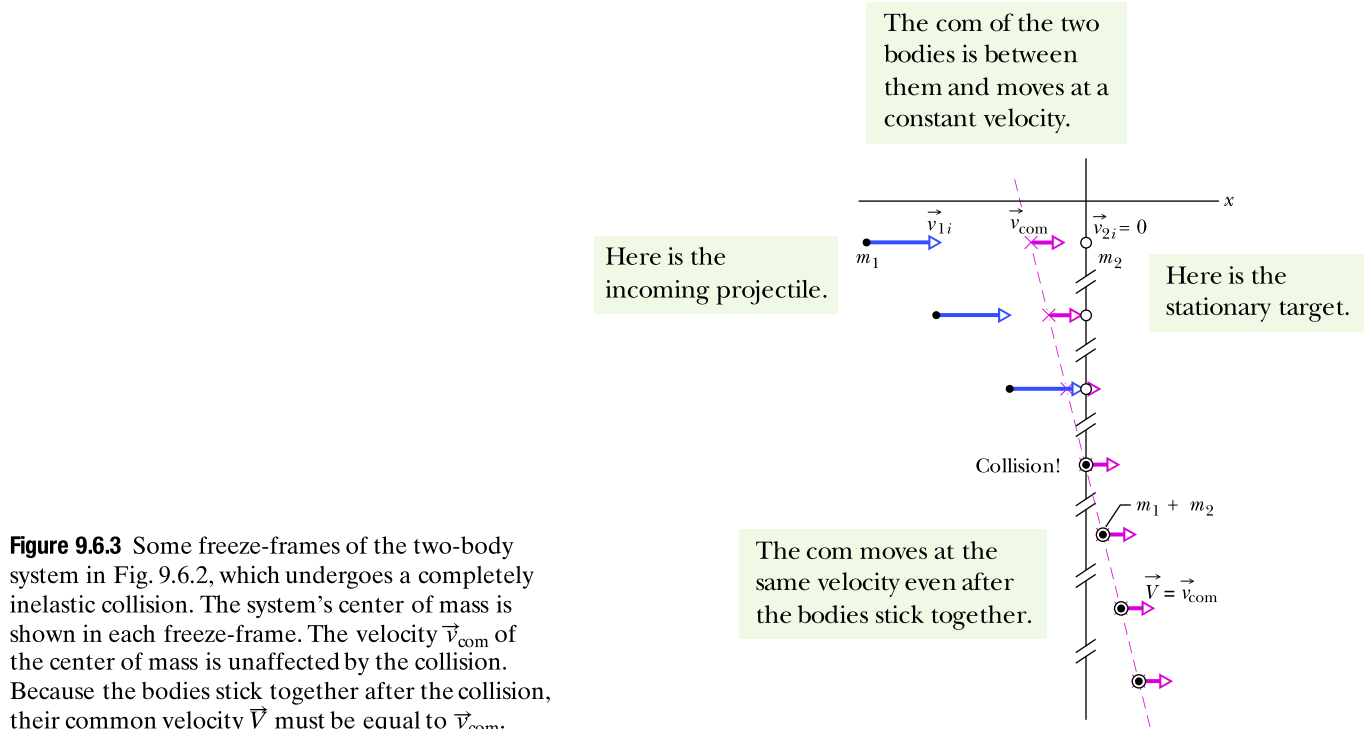 The com of the two
bodies is between
them and moves at a
constant velocity.
x
v⃗1i
v⃗com
v⃗2i = 0
m1
m2
Here is the
incoming projectile.
Here is the
stationary target.
Collision!
m1 + m2
The com moves at the
same velocity even after
the bodies stick together.
V⃗ = v⃗com
Figure 9.6.3 Some freeze-frames of the two-body
system in Fig. 9.6.2, which undergoes a completely
inelastic collision. The system’s center of mass is
shown in each freeze-frame. The velocity v⃗com of
the center of mass is unaffected by the collision.
Because the bodies stick together after the collision,
their common velocity V⃗ must be equal to v⃗com.